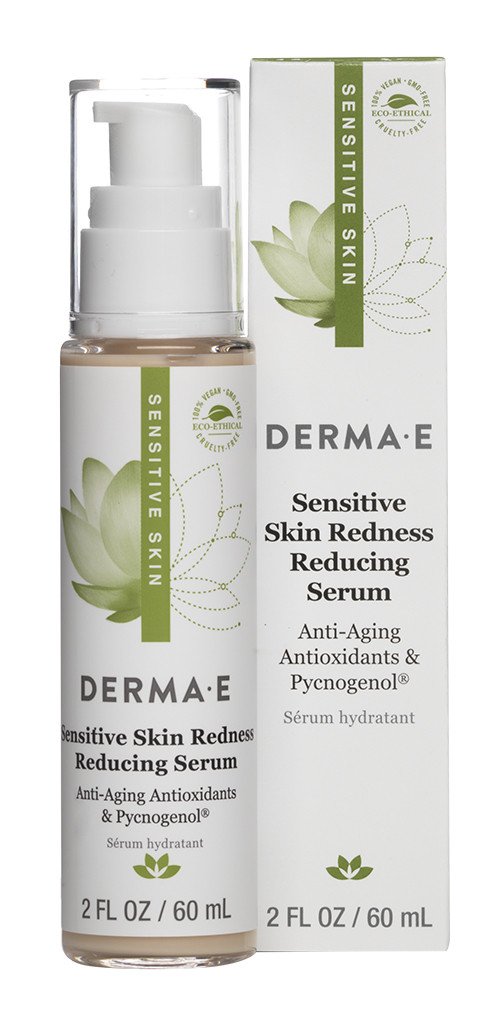 SENSITIVE SKIN
100% VEGAN · GMO-FREE
ECO-ETHICAL
CRUELTY-FREE
DERMA·E
Sensitive Skin Redness
Reducing Serum
Anti-Aging Antioxidants
& Pycnogenol®
Sérum hydratant
2 FL OZ / 60 mL
SENSITIVE SKIN
100% VEGAN · GMO-FREE
ECO-ETHICAL
CRUELTY-FREE
DERMA·E
Sensitive
Skin Redness
Reducing
Serum
Anti-Aging
Antioxidants &
Pycnogenol®
Sérum hydratant
2 FL OZ / 60 mL